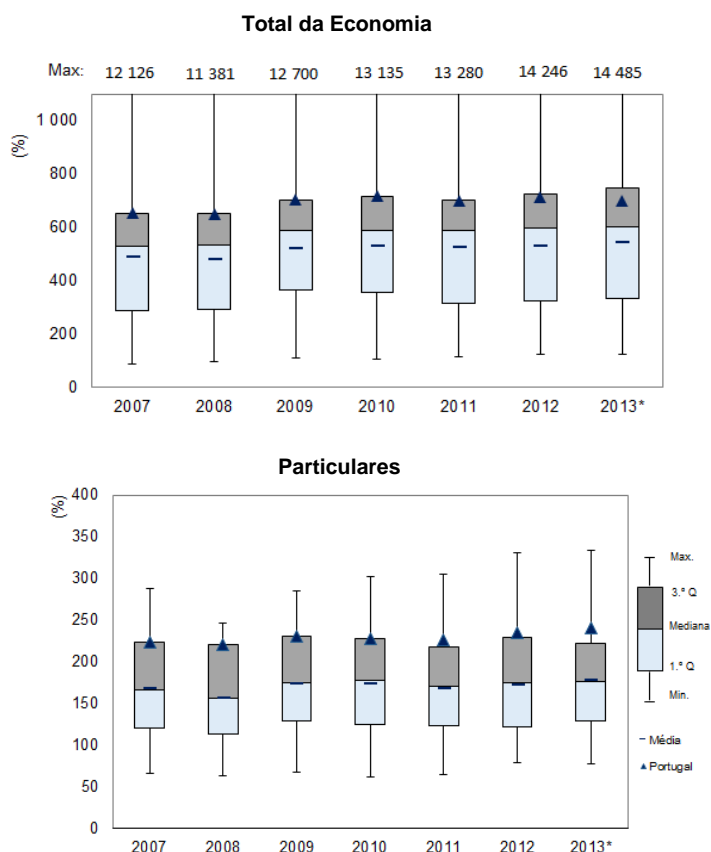 Total da Economia
Max: 12 126 11 381 12 700 13 135 13 280 14 246 14 485
(%)
1 000
800
600
400
200
0
2007 2008 2009 2010 2011 2012 2013*
Particulares
(%)
400
350
300
250
200
150
100
50
0
2007 2008 2009 2010 2011 2012 2013*
Max.
3.º Q
Mediana
1.º Q
Min.
Média
Portugal